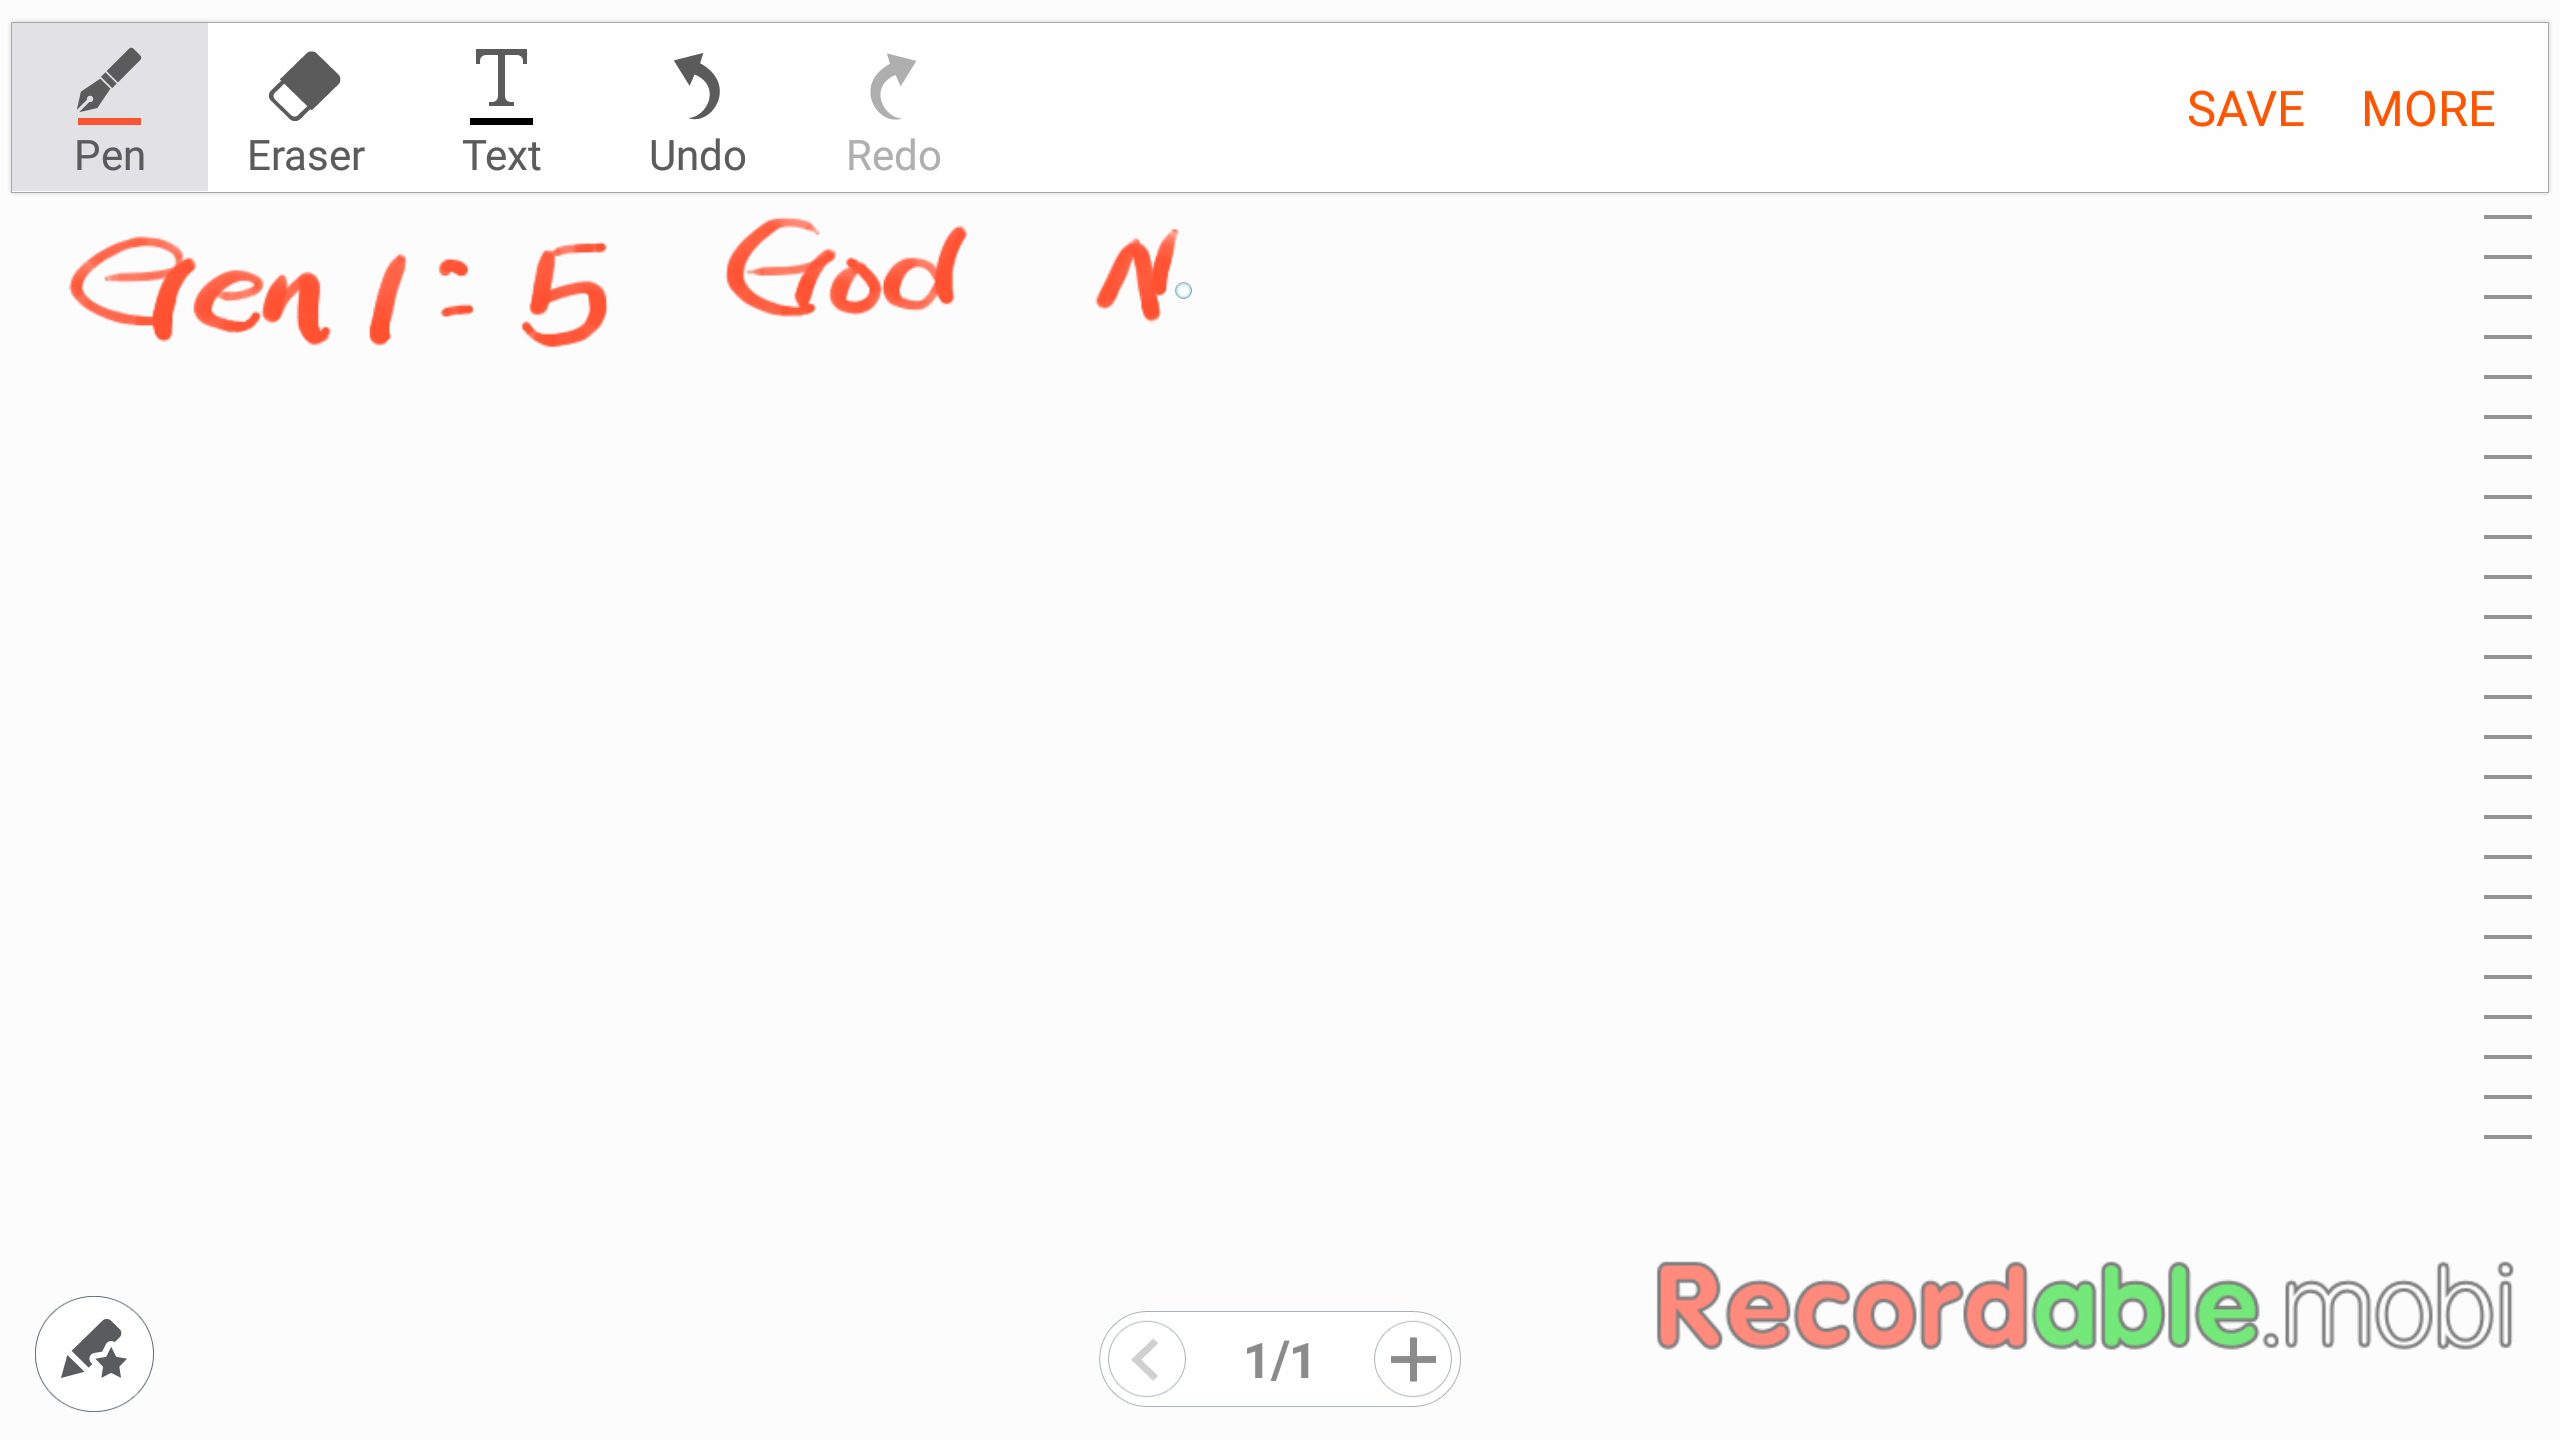 Pen Eraser Text Undo Redo SAVE MORE
Gen 1:5 God N
1/1
Recordable.mobi